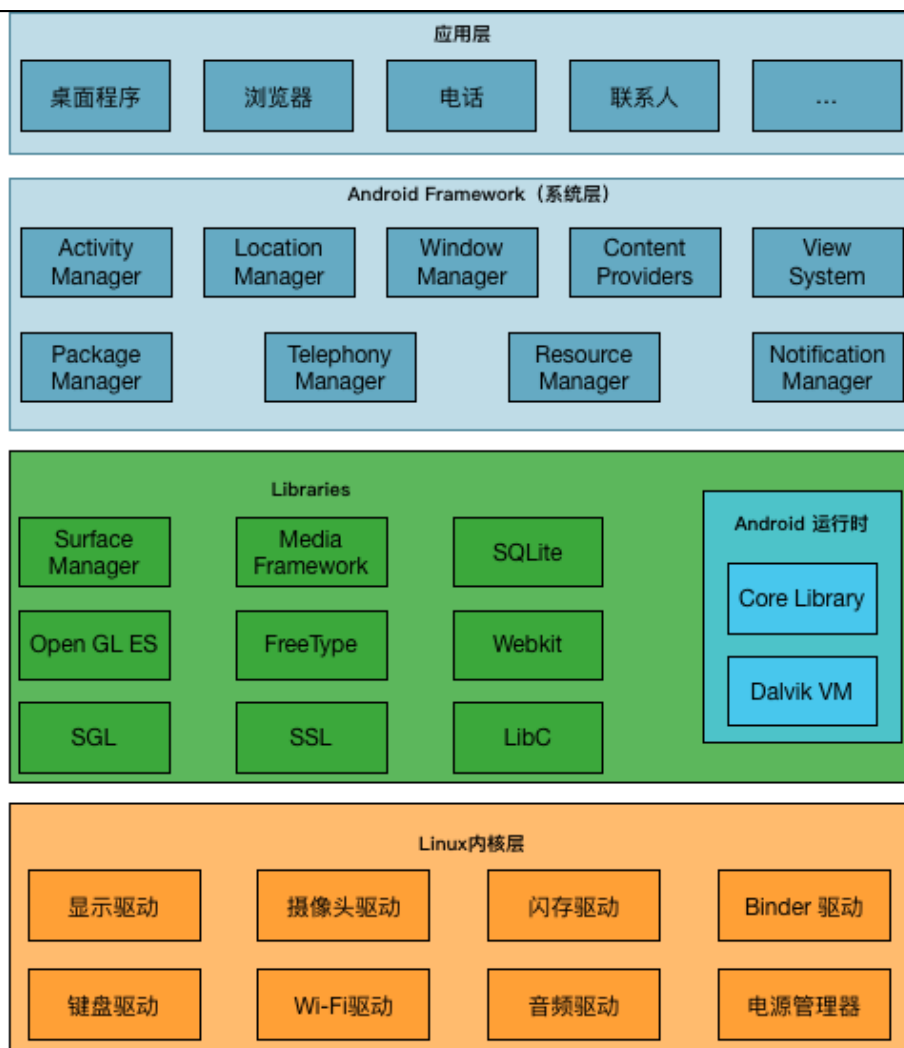 应用层
桌面程序
浏览器
电话
联系人
...
Android Framework（系统层）
Activity
Manager
Location
Manager
Window
Manager
Content
Providers
View
System
Package
Manager
Telephony
Manager
Resource
Manager
Notification
Manager
Libraries
Surface
Manager
Media
Framework
SQLite
Open GL ES
FreeType
Webkit
SGL
SSL
LibC
Android 运行时
Core Library
Dalvik VM
Linux内核层
显示驱动
摄像头驱动
闪存驱动
Binder 驱动
键盘驱动
Wi-Fi驱动
音频驱动
电源管理器